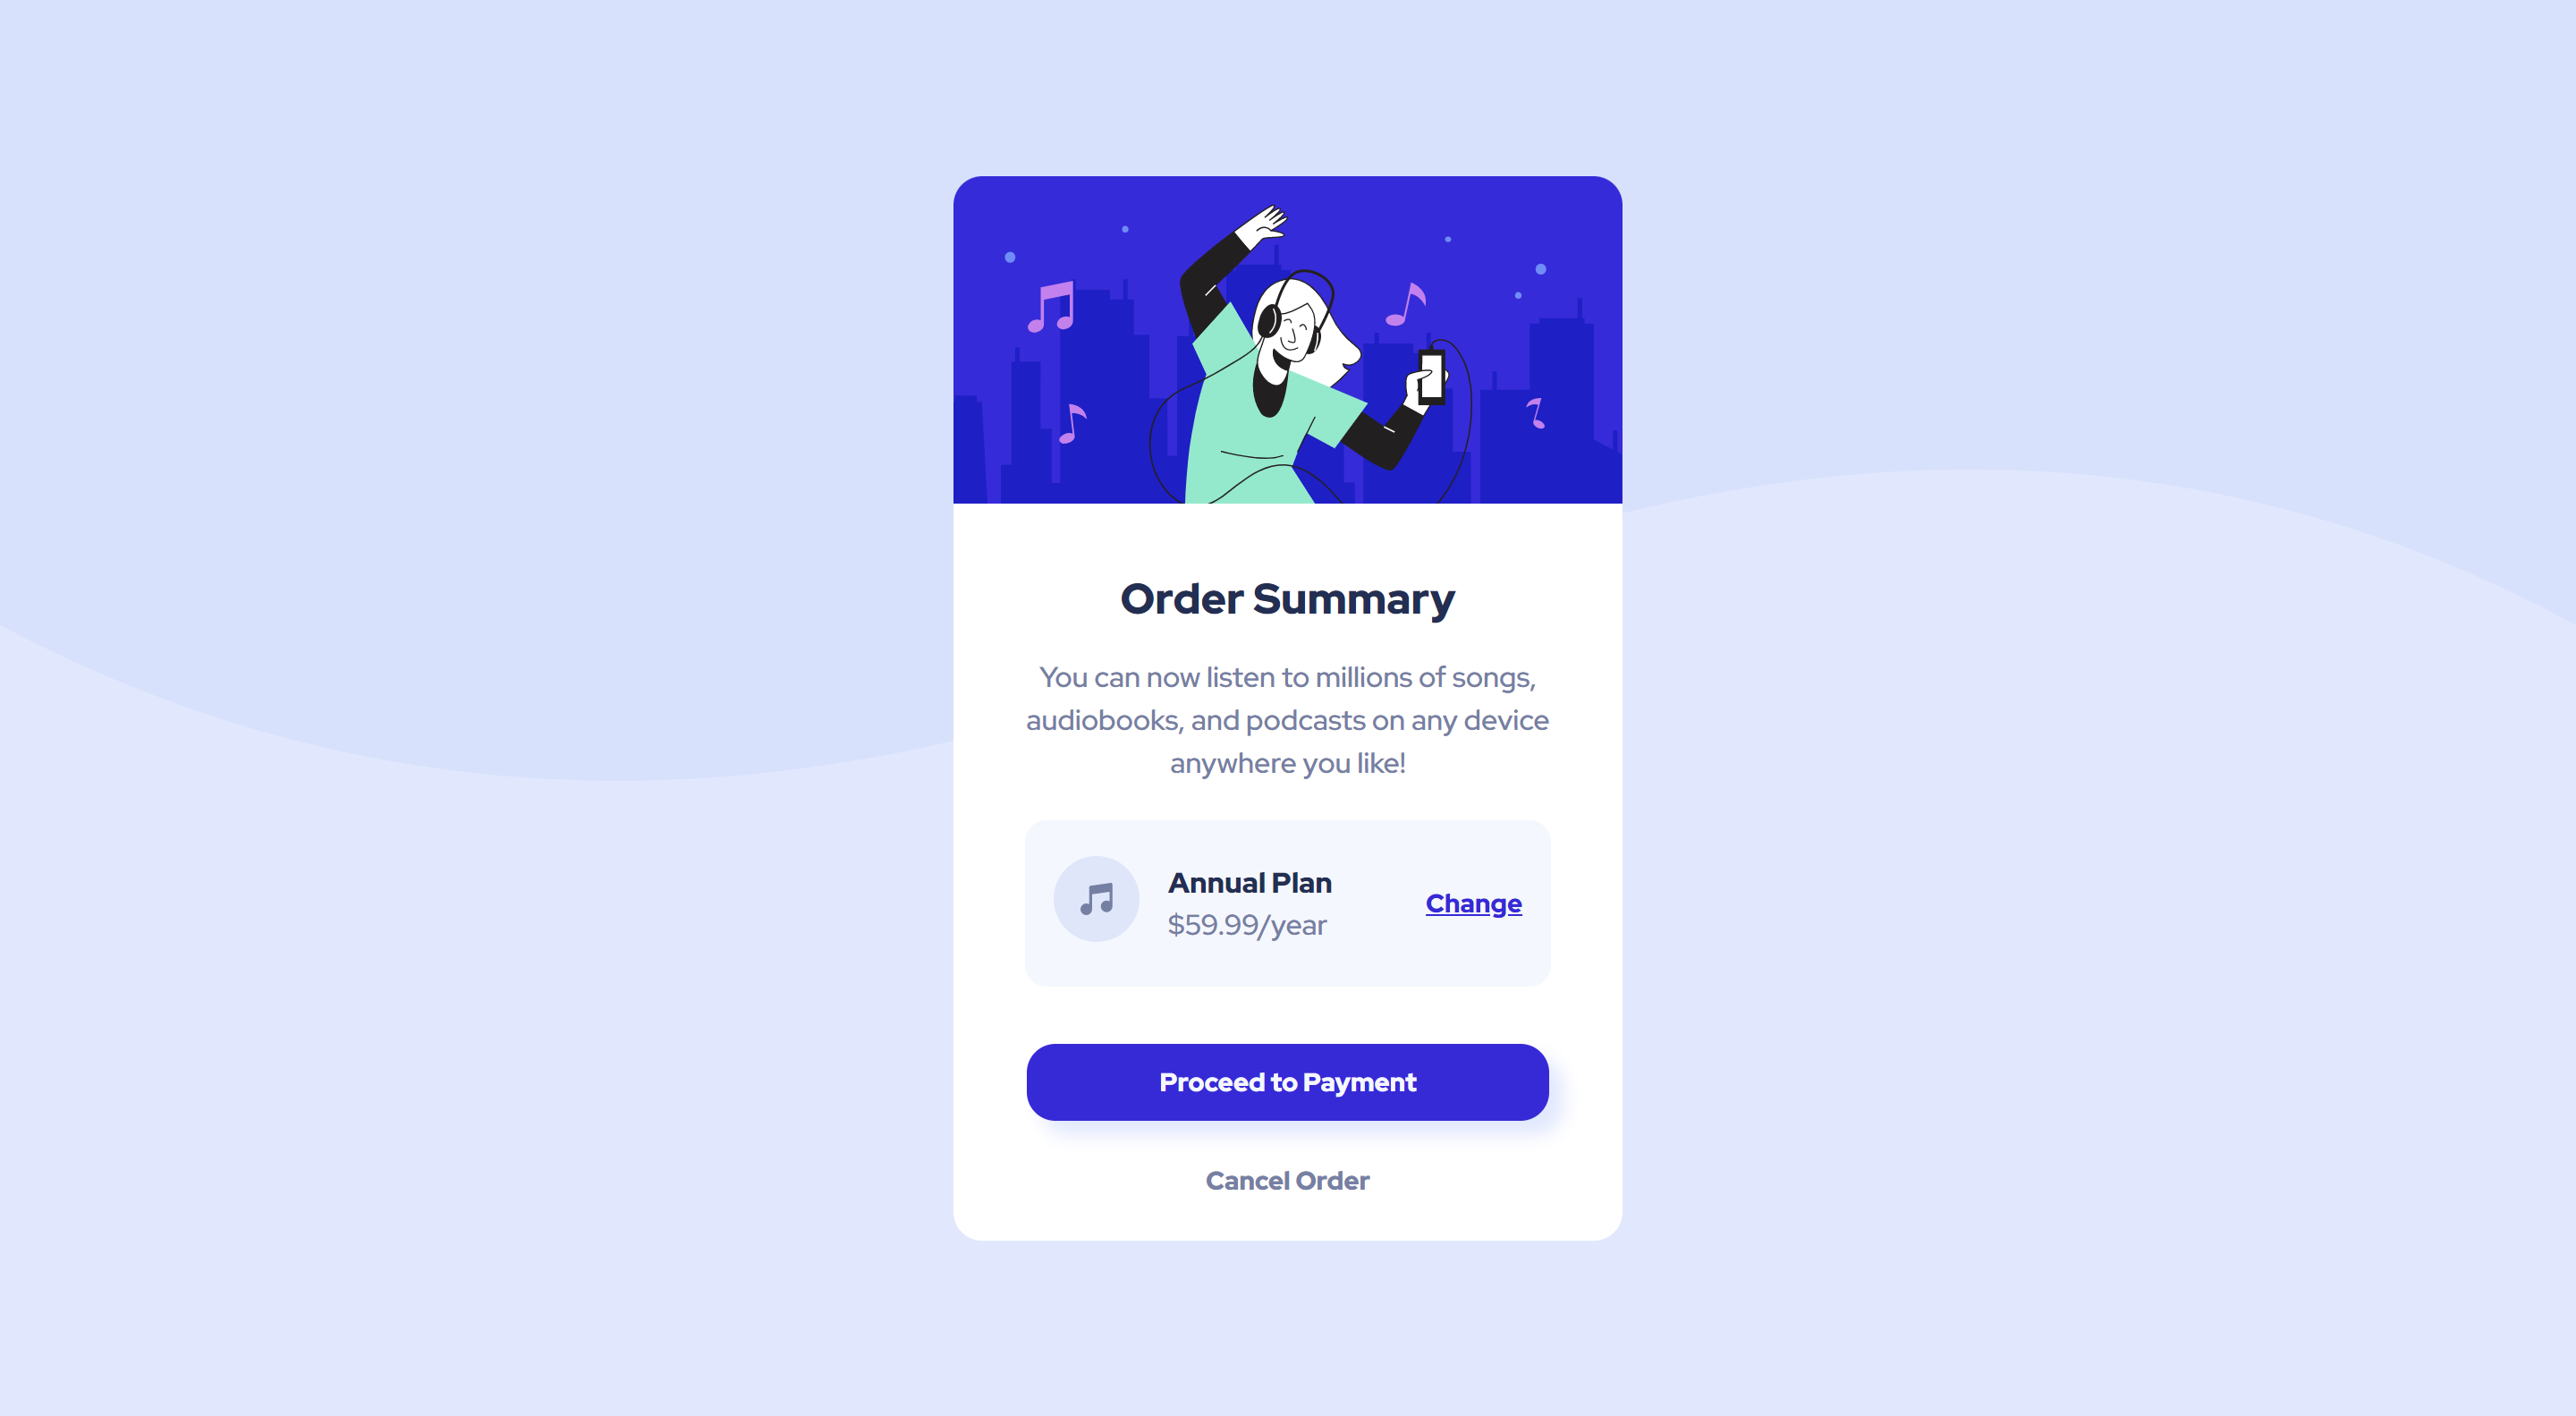 Order Summary
You can now listen to millions of songs,
audiobooks, and podcasts on any device
anywhere you like!
Annual Plan
$59.99/year
Change
Proceed to Payment
Cancel Order